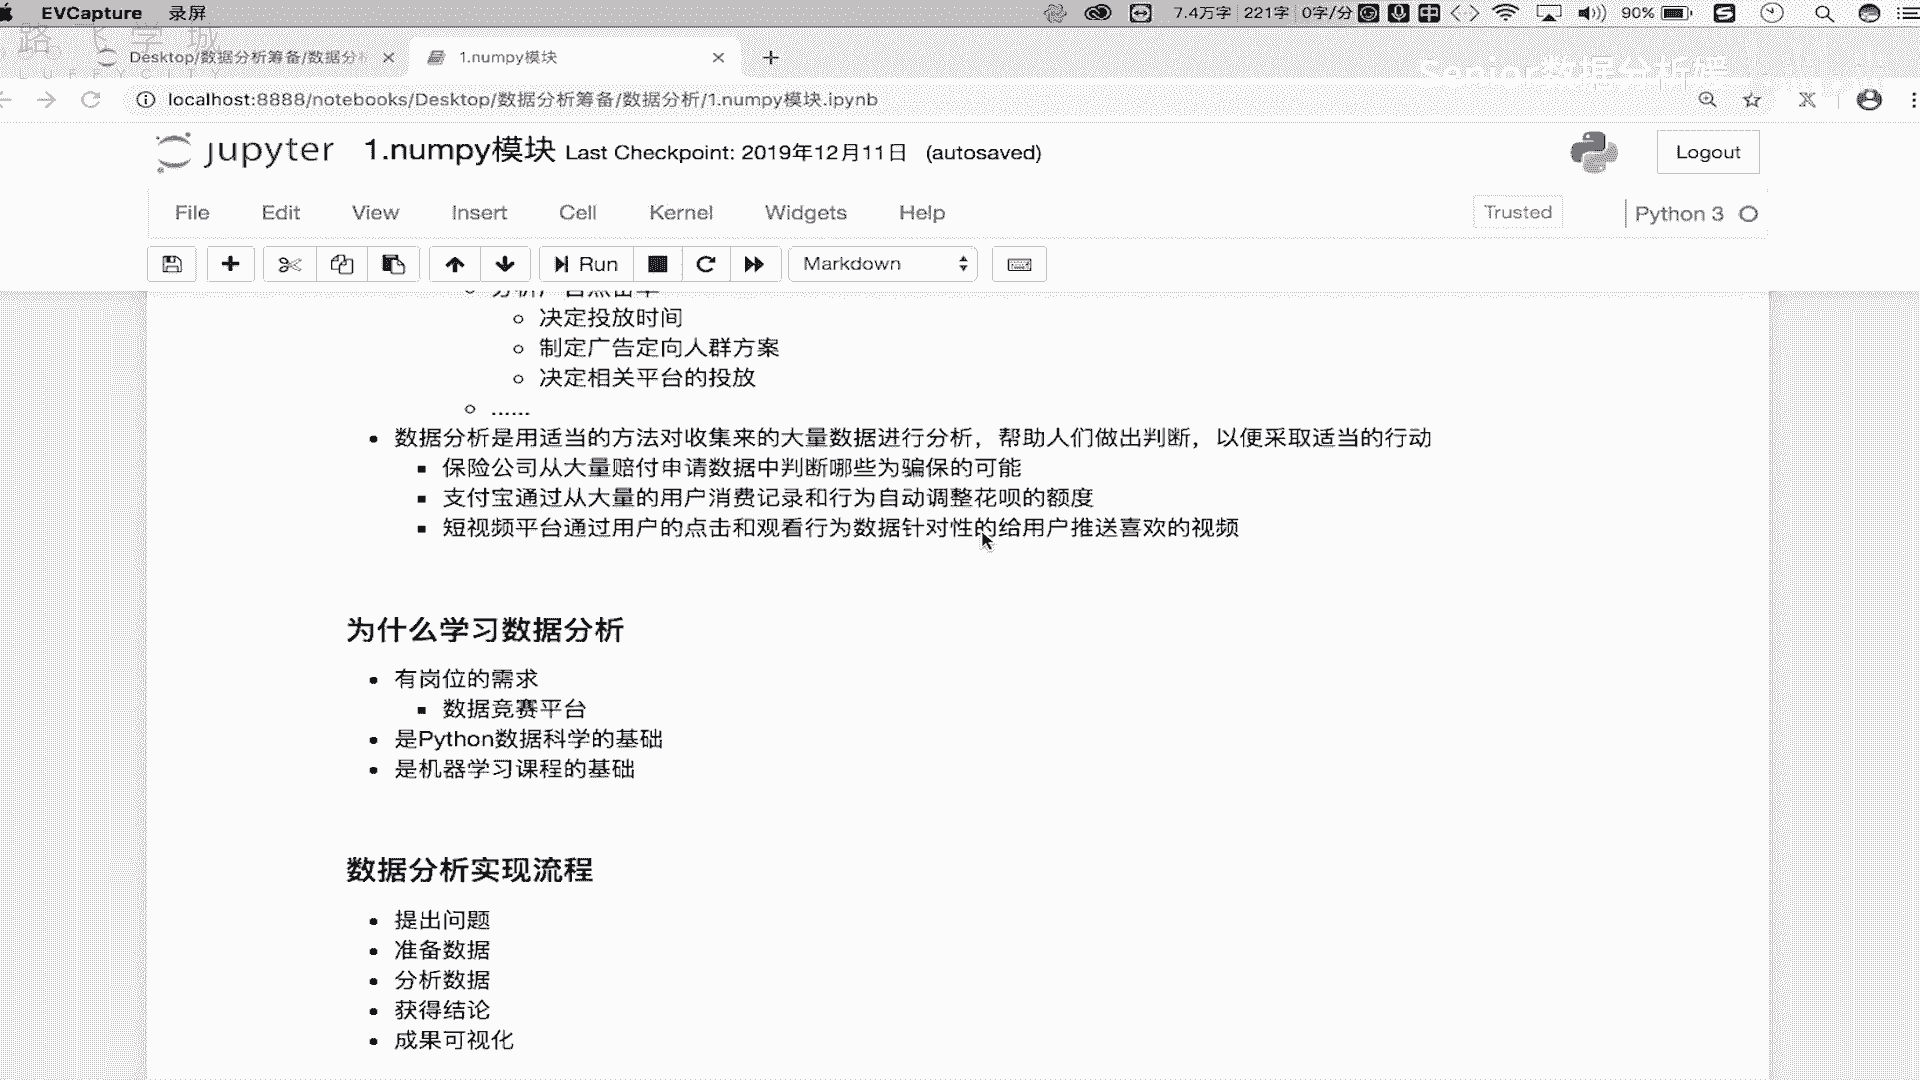 EVCapture 录屏 7.4万字 221字 0字/分 中 90%
路飞学城
LUFFYCITY
Desktop/数据分析筹备/数据分析
1.numpy模块
Senior数据分析
localhost:8888/notebooks/Desktop/数据分析筹备/数据分析/1.numpy模块.ipynb
jupyter 1.numpy模块 Last Checkpoint: 2019年12月11日 (autosaved)
Logout
File Edit View Insert Cell Kernel Widgets Help
Trusted
Python 3
Run
Markdown
分析广告点击率
决定投放时间
制定广告定向人群方案
决定相关平台的投放
......
数据分析是用适当的方法对收集来的大量数据进行分析，帮助人们做出判断，以便采取适当的行动
保险公司从大量赔付申请数据中判断哪些为骗保的可能
支付宝通过从大量的用户消费记录和行为自动调整花呗的额度
短视频平台通过用户的点击和观看行为数据针对性的给用户推送喜欢的视频
为什么学习数据分析
有岗位的需求
数据竞赛平台
是Python数据科学的基础
是机器学习课程的基础
数据分析实现流程
提出问题
准备数据
分析数据
获得结论
成果可视化